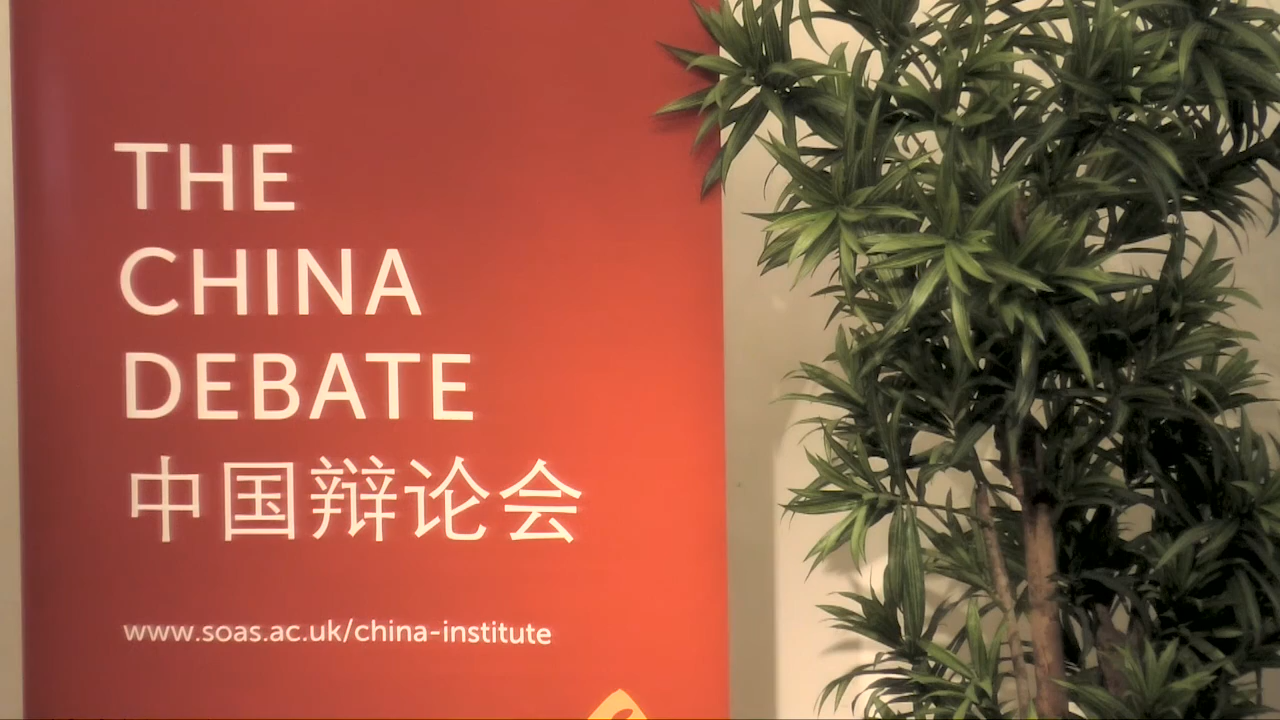 THE
CHINA
DEBATE
中国辩论会
www.soas.ac.uk/china-institute